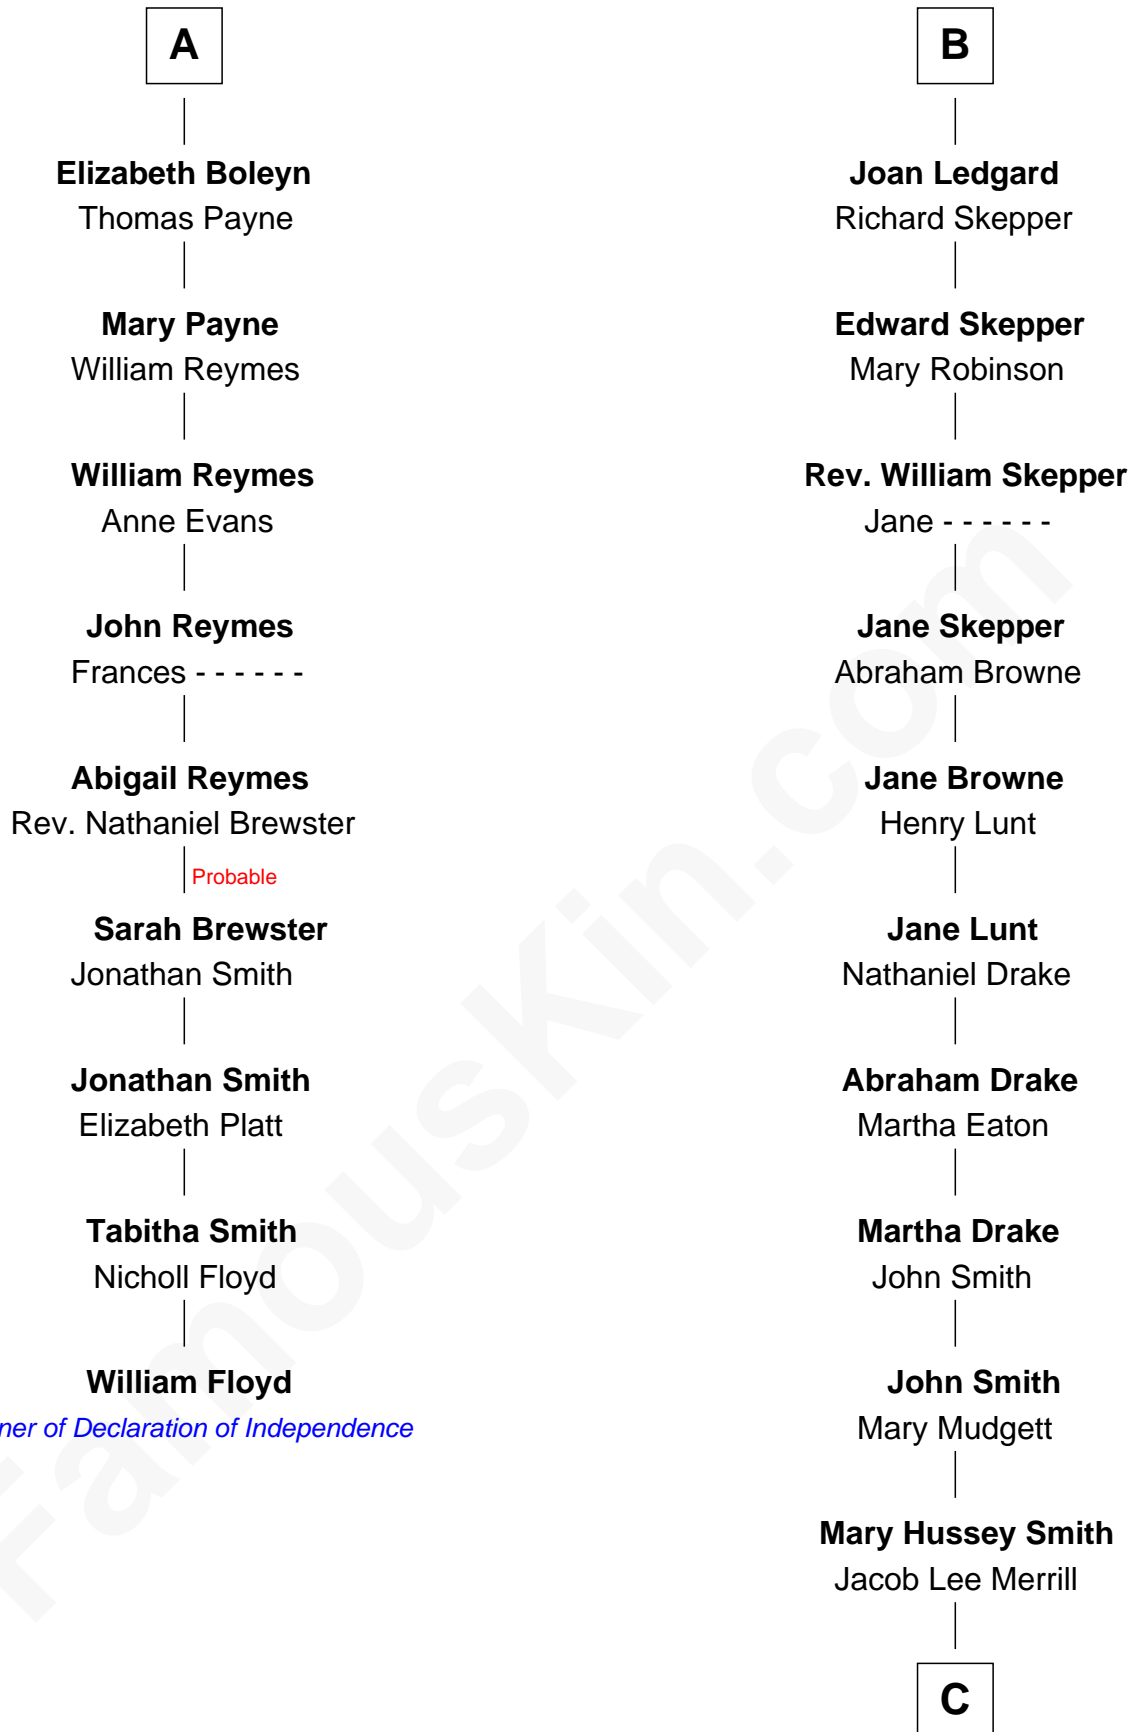 A
Elizabeth Boleyn
Thomas Payne
Mary Payne
William Reymes
William Reymes
Anne Evans
John Reymes
Frances - - - - - -
Abigail Reymes
Rev. Nathaniel Brewster
Probable
Sarah Brewster
Jonathan Smith
Jonathan Smith
Elizabeth Platt
Tabitha Smith
Nicholl Floyd
William Floyd
ner of Declaration of Independence
B
Joan Ledgard
Richard Skepper
Edward Skepper
Mary Robinson
Rev. William Skepper
Jane - - - - - -
Jane Skepper
Abraham Browne
Jane Browne
Henry Lunt
Jane Lunt
Nathaniel Drake
Abraham Drake
Martha Eaton
Martha Drake
John Smith
John Smith
Mary Mudgett
Mary Hussey Smith
Jacob Lee Merrill
C
FamousKin.com